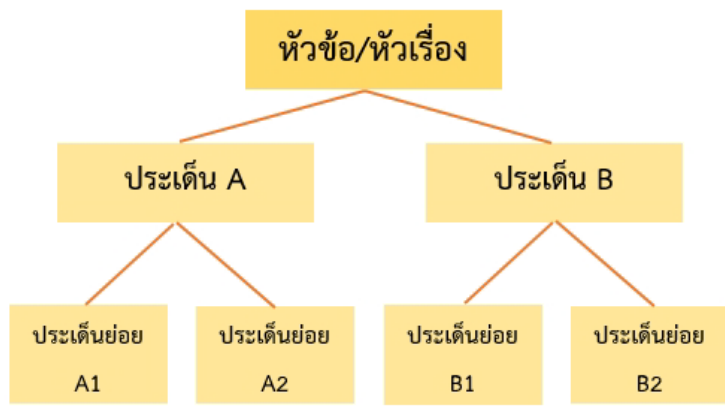 หัวข้อ/หัวเรื่อง
ประเด็น A
ประเด็น B
ประเด็นย่อย
A1
ประเด็นย่อย
A2
ประเด็นย่อย
B1
ประเด็นย่อย
B2